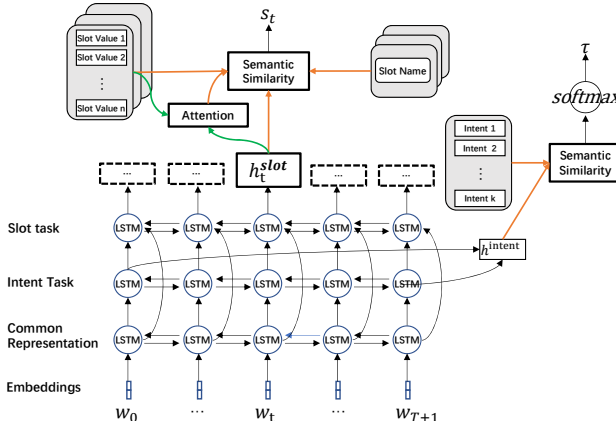 s_t
τ
Slot Value 1
Slot Value 2
⋮
Slot Value n
Semantic
Similarity
Slot Name
softmax
Attention
Intent 1
Intent 2
⋮
Intent k
Semantic
Similarity
... ... h_t^slot ... ...
Slot task LSTM LSTM LSTM LSTM LSTM
h^intent
Intent Task LSTM LSTM LSTM LSTM LSTM
Common
Representation LSTM LSTM LSTM LSTM LSTM
Embeddings
w_0 ... w_t ... w_{T+1}